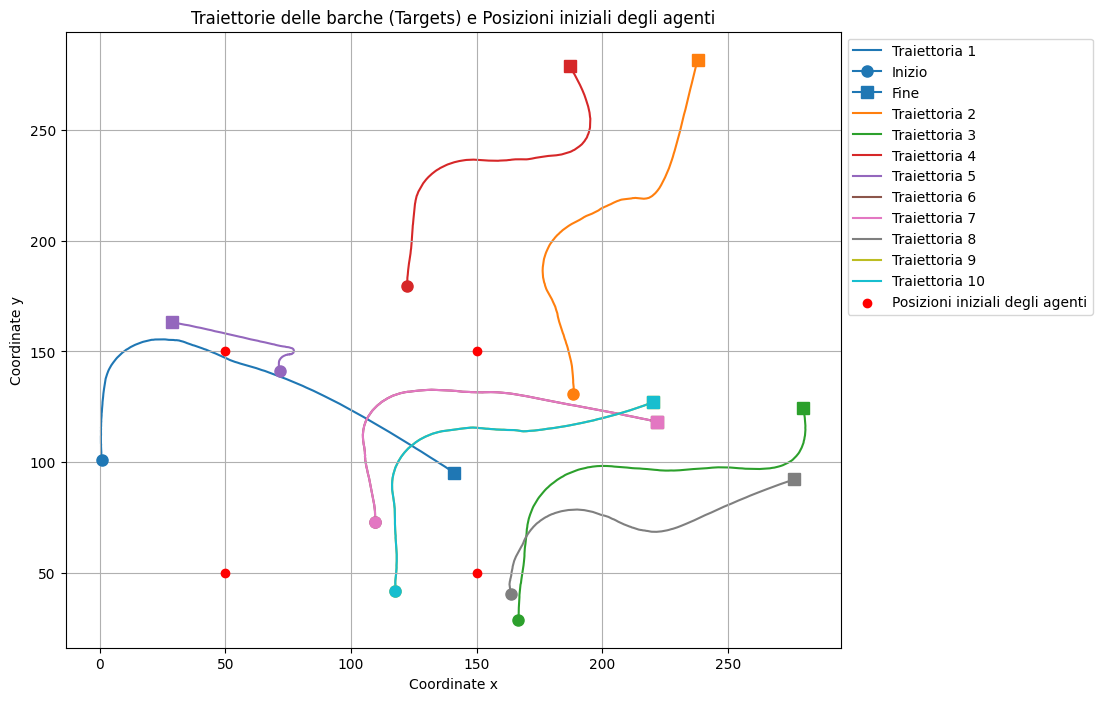 Traiettorie delle barche (Targets) e Posizioni iniziali degli agenti
Coordinate y
250
200
150
100
50
0
50
100
150
200
250
Coordinate x
Traiettoria 1
Inizio
Fine
Traiettoria 2
Traiettoria 3
Traiettoria 4
Traiettoria 5
Traiettoria 6
Traiettoria 7
Traiettoria 8
Traiettoria 9
Traiettoria 10
Posizioni iniziali degli agenti